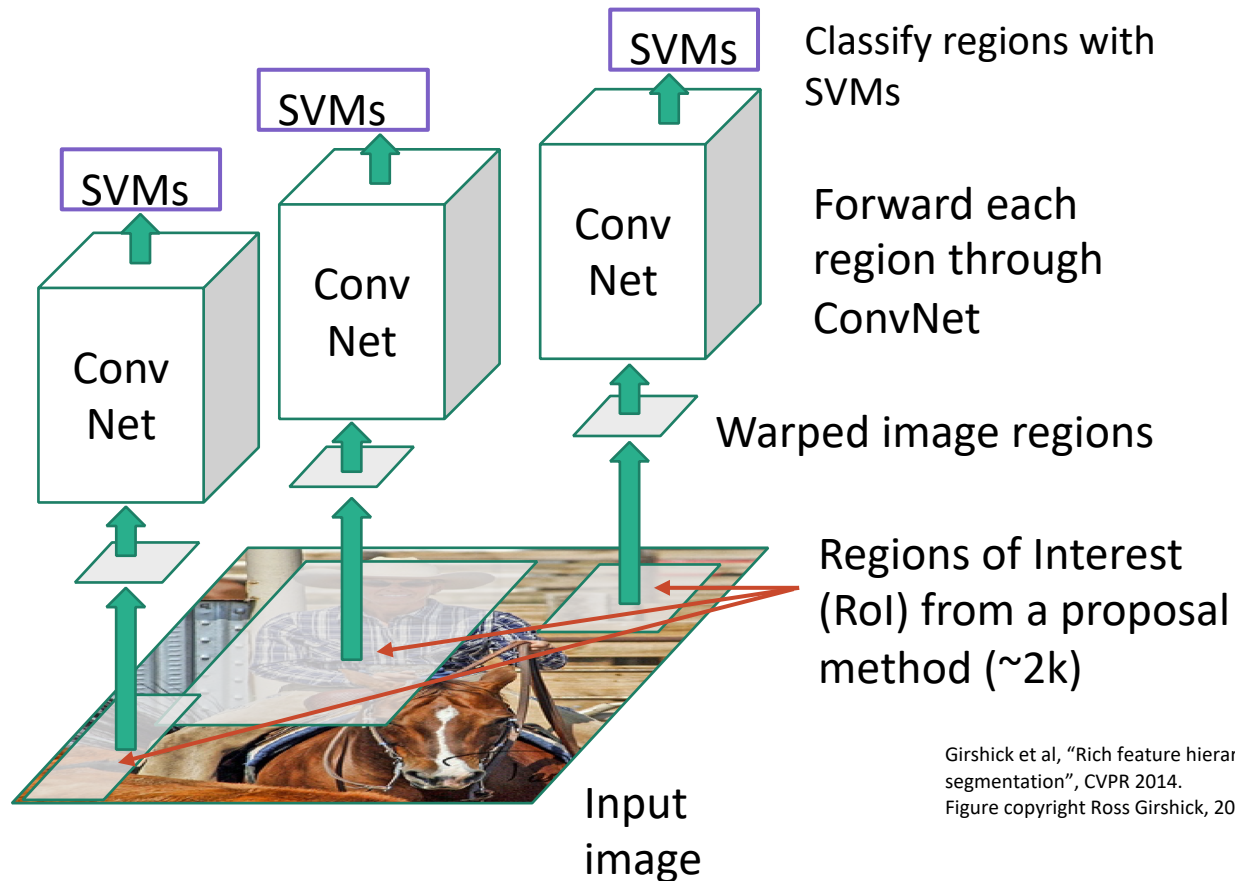 SVMs
Classify regions with
SVMs
SVMs
SVMs
Conv
Net
Forward each
region through
ConvNet
Conv
Net
Conv
Net
Warped image regions
Regions of Interest
(RoI) from a proposal
method (~2k)
Girshick et al, “Rich feature
segmentation”, CVPR 2014.
Figure copyright Ross Girshick,
Input
image